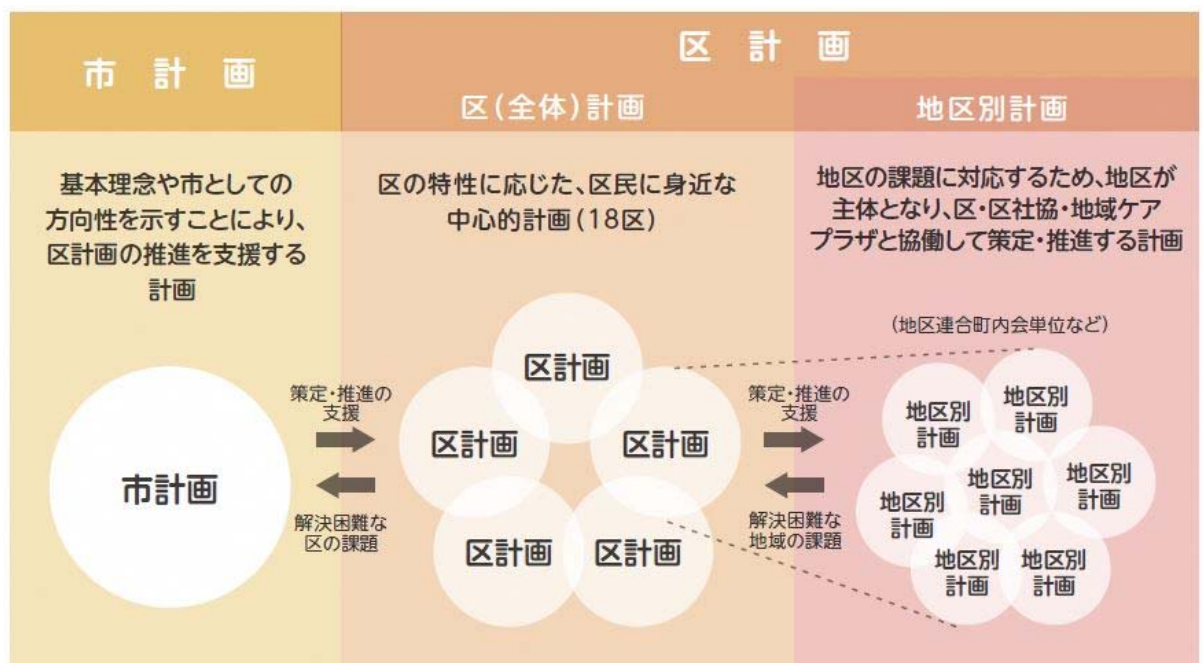 市計画
区計画
区(全体)計画
地区別計画
基本理念や市としての
方向性を示すことにより、
区計画の推進を支援する
計画
区の特性に応じた、区民に身近な
中心的計画(18区)
地区の課題に対応するため、地区が
主体となり、区・区社協・地域ケア
プラザと協働して策定・推進する計画
(地区連合町内会単位など)
市計画
策定・推進の
支援
解決困難な
区の課題
区計画
区計画
区計画
区計画
区計画
策定・推進の
支援
解決困難な
地域の課題
地区別
計画
地区別
計画
地区別
計画
地区別
計画
地区別
計画
地区別
計画
地区別
計画